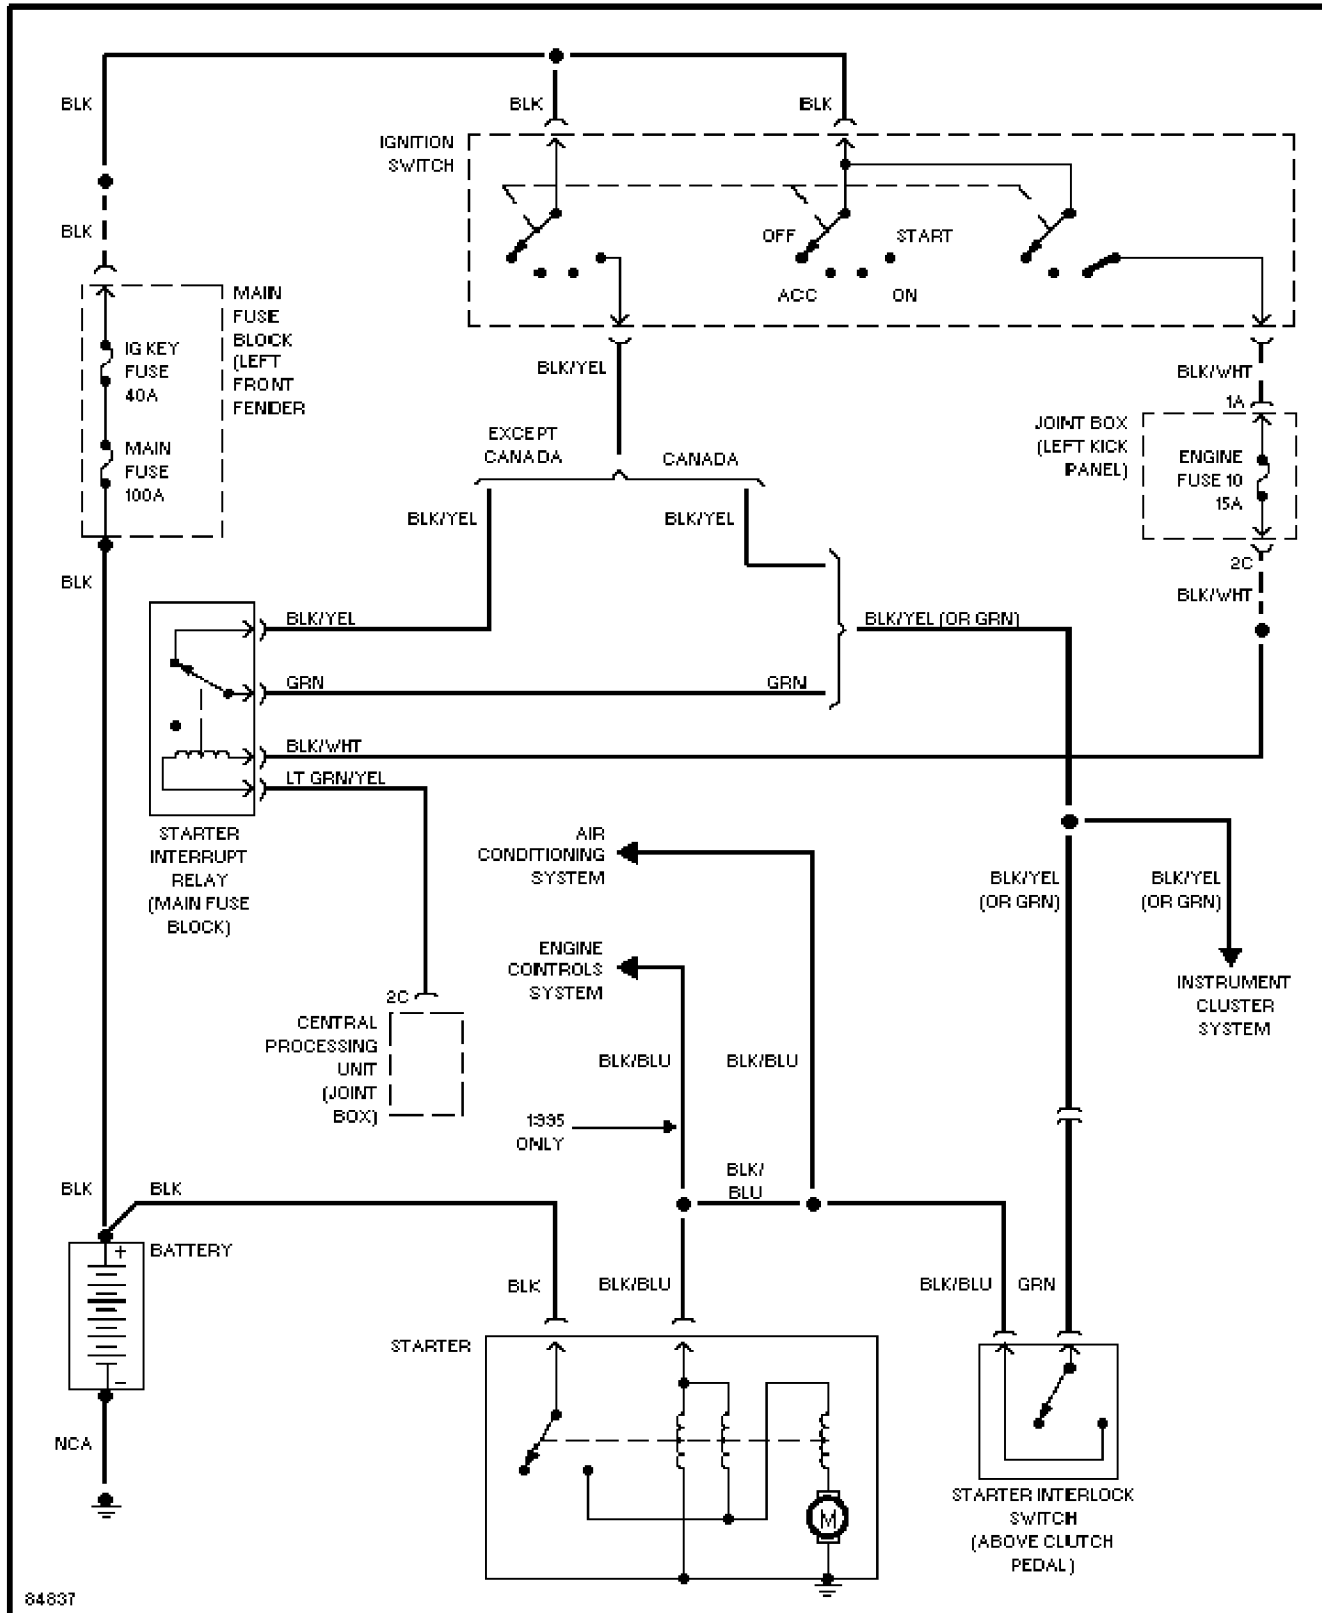 BLK
BLK
BLK
IGNITION
SWITCH
BLK
OFF
START
ACC
ON
MAIN
FUSE
BLOCK
(LEFT
FRONT
FENDER
IG KEY
FUSE
40A
MAIN
FUSE
100A
BLK/YEL
BLK/WHT
1A
JOINT BOX
(LEFT KICK
PANEL)
ENGINE
FUSE 10
15A
EXCEPT
CANADA
CANADA
BLK/YEL
BLK/YEL
2C
BLK
BLK/WHT
BLK/YEL
BLK/YEL (OR GRN)
GRN
GRN
BLK/WHT
LT GRN/YEL
STARTER
INTERRUPT
RELAY
(MAIN FUSE
BLOCK)
AIR
CONDITIONING
SYSTEM
BLK/YEL
(OR GRN)
BLK/YEL
(OR GRN)
ENGINE
CONTROLS
SYSTEM
INSTRUMENT
CLUSTER
SYSTEM
2C
CENTRAL
PROCESSING
UNIT
(JOINT
BOX)
BLK/BLU
BLK/BLU
1995
ONLY
BLK/
BLU
BLK
BLK
BATTERY
+
−
BLK
BLK/BLU
BLK/BLU
GRN
STARTER
NCA
M
STARTER INTERLOCK
SWITCH
(ABOVE CLUTCH
PEDAL)
84837